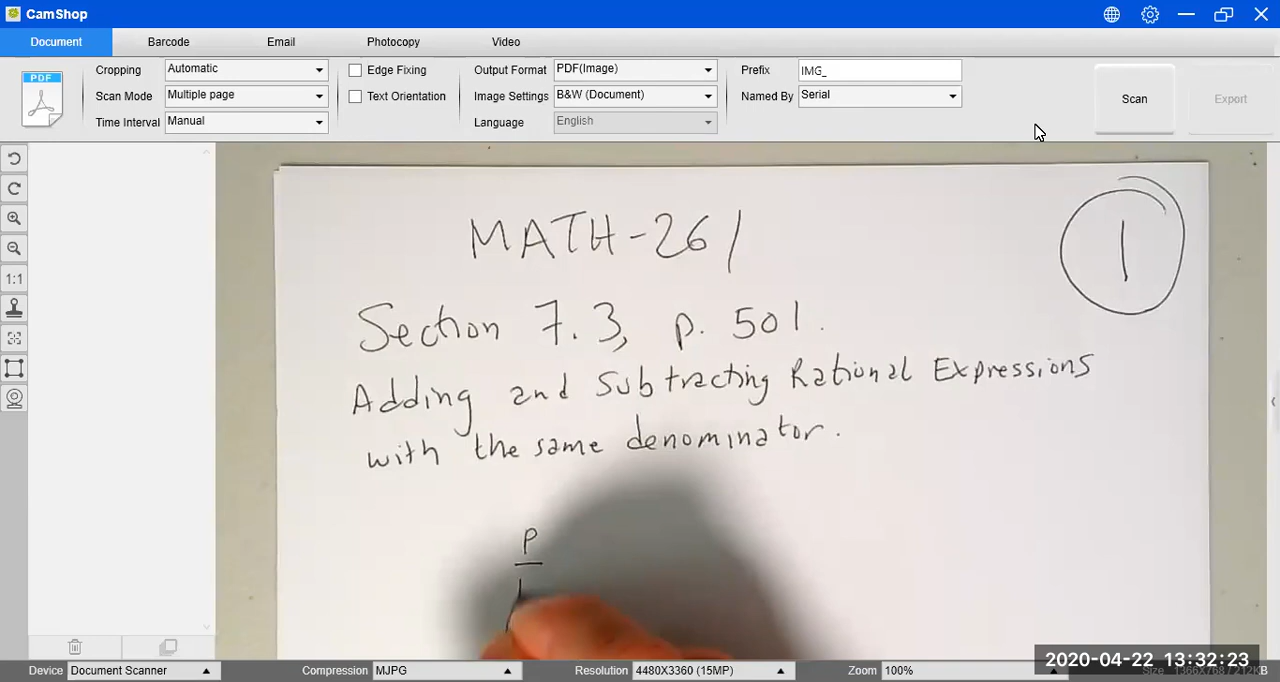 CamShop
Document Barcode Email Photocopy Video
PDF
Cropping Automatic Edge Fixing Output Format PDF(Image) Prefix IMG_
Scan Mode Multiple page Text Orientation Image Settings B&W (Document) Named By Serial Scan Export
Time Interval Manual Language English
1:1
MATH-261
1
Section 7.3, p. 501.
Adding and Subtracting Rational Expressions
with the same denominator.
P
Device Document Scanner Compression MJPG Resolution 4480X3360 (15MP) Zoom 100%
2020-04-22 13:32:23